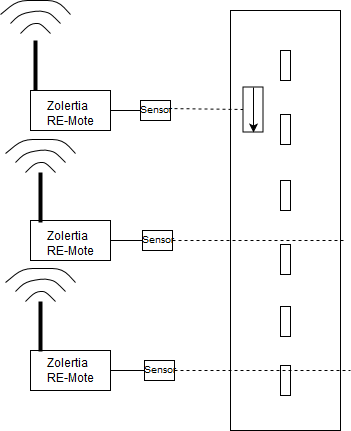 Zolertia
RE-Mote
Sensor
Zolertia
RE-Mote
Sensor
Zolertia
RE-Mote
Sensor